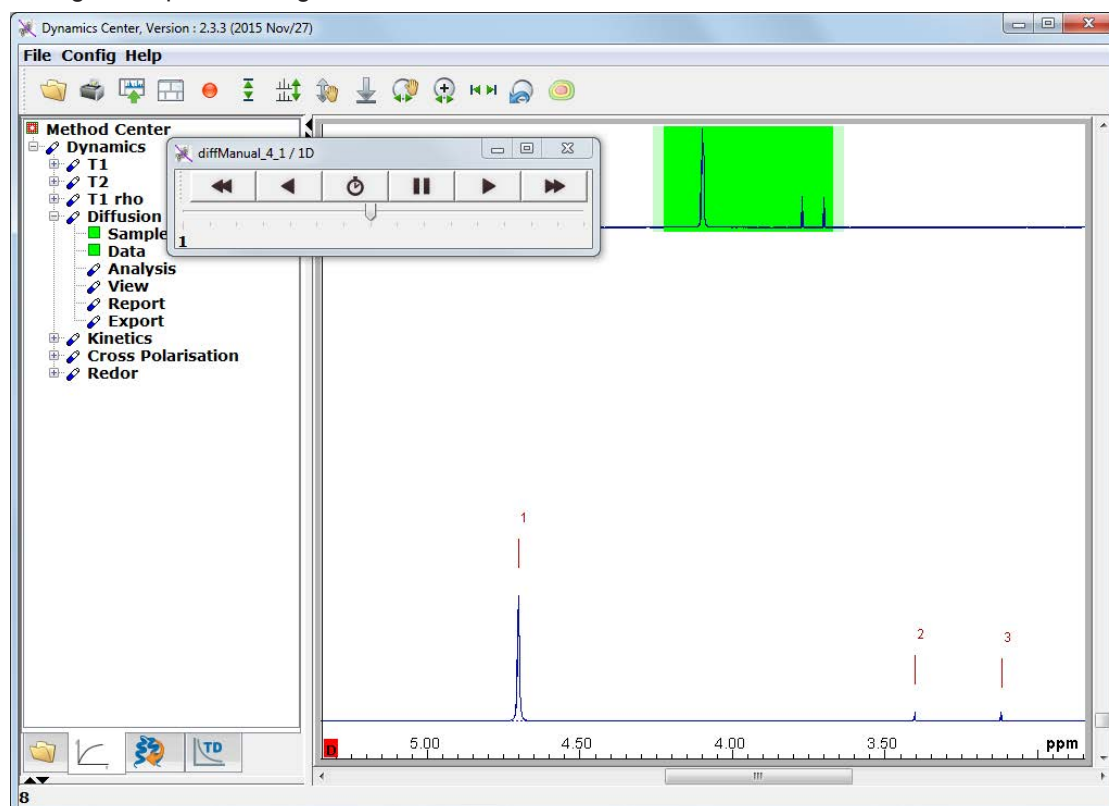 Dynamics Center, Version : 2.3.3 (2015 Nov/27)
File Config Help
Method Center
Dynamics
T1
T2
T1 rho
Diffusion
Sample
Data
Analysis
View
Report
Export
Kinetics
Cross Polarisation
Redor
diffManual_4_1 / 1D
1
1
2
3
D
5.00 4.50 4.00 3.50 ppm
TD
8